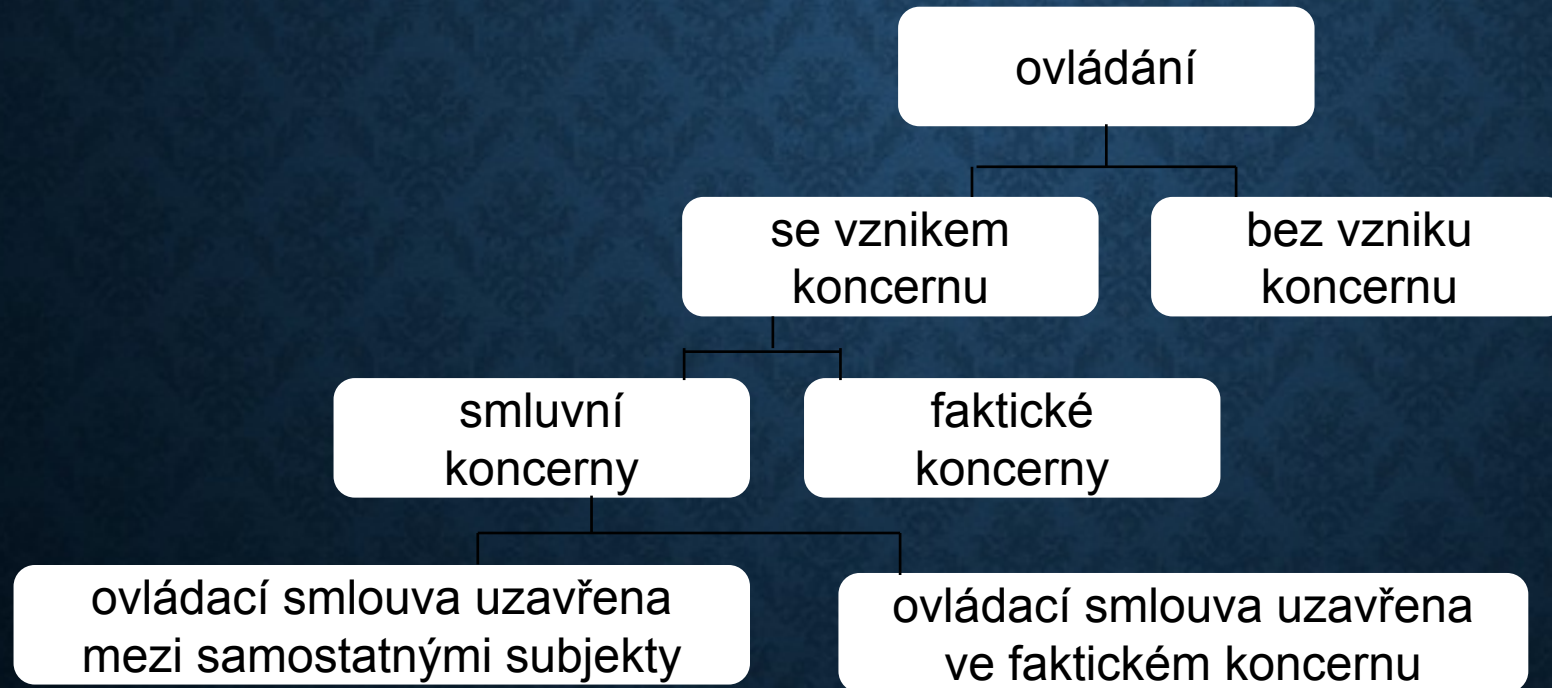 ovládání
se vznikem
koncernu
bez vzniku
koncernu
smluvní
koncerny
faktické
koncerny
ovládací smlouva uzavřena
mezi samostatnými subjekty
ovládací smlouva uzavřena
ve faktickém koncernu